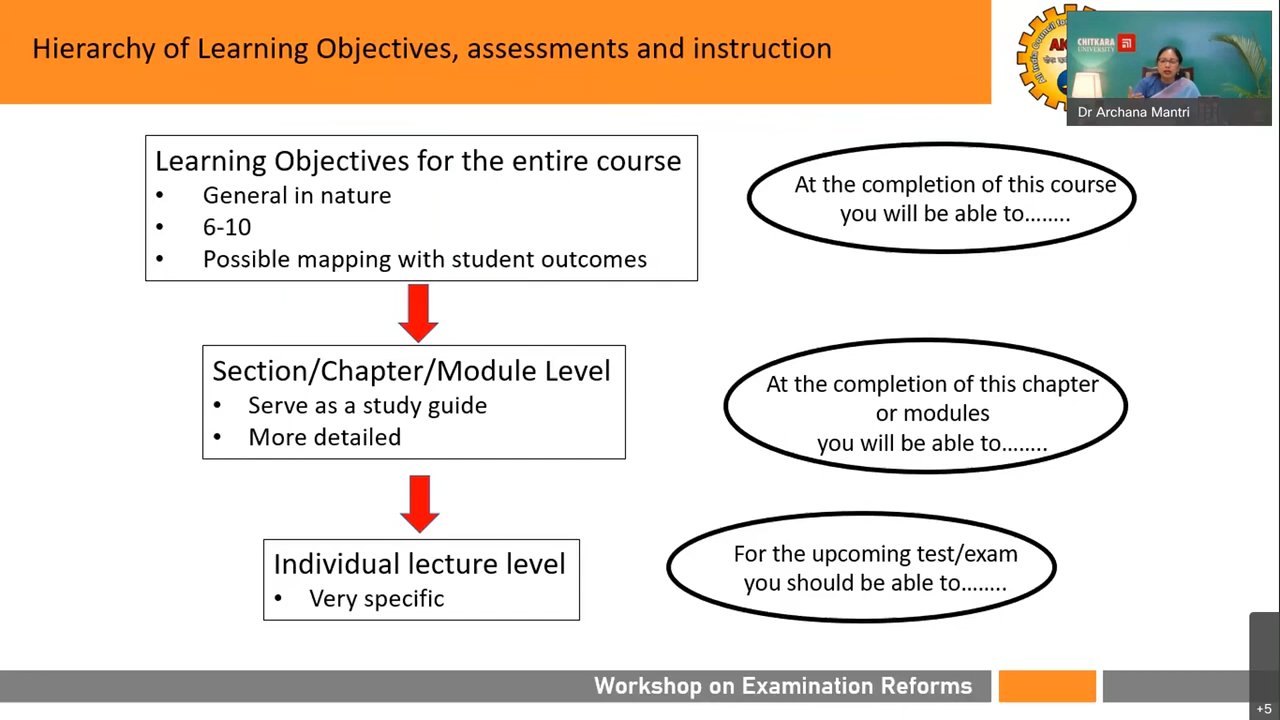 Hierarchy of Learning Objectives, assessments and instruction
CHITKARA
UNIVERSITY
Dr Archana Mantri
Learning Objectives for the entire course
• General in nature
• 6-10
• Possible mapping with student outcomes
At the completion of this course
you will be able to........
Section/Chapter/Module Level
• Serve as a study guide
• More detailed
At the completion of this chapter
or modules
you will be able to........
Individual lecture level
• Very specific
For the upcoming test/exam
you should be able to........
Workshop on Examination Reforms
+5